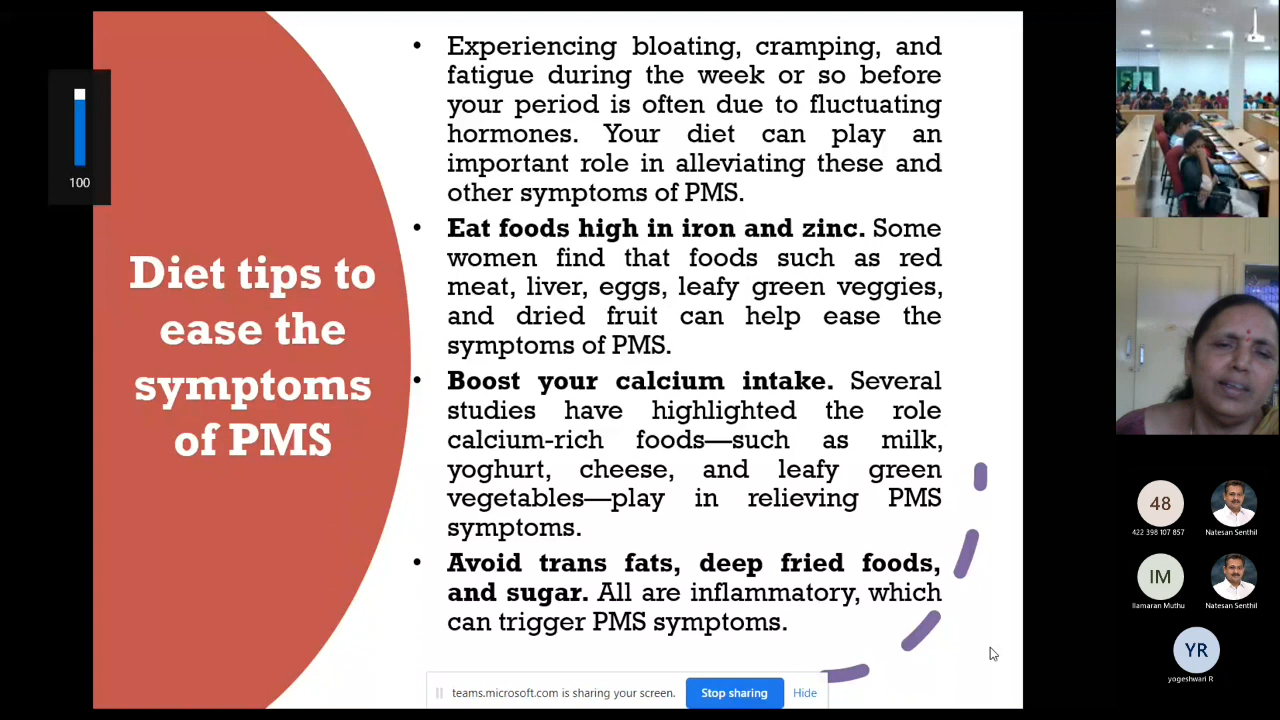 Diet tips to
ease the
symptoms
of PMS
• Experiencing bloating, cramping, and
fatigue during the week or so before
your period is often due to fluctuating
hormones. Your diet can play an
important role in alleviating these and
other symptoms of PMS.
• Eat foods high in iron and zinc. Some
women find that foods such as red
meat, liver, eggs, leafy green veggies,
and dried fruit can help ease the
symptoms of PMS.
• Boost your calcium intake. Several
studies have highlighted the role
calcium-rich foods—such as milk,
yoghurt, cheese, and leafy green
vegetables—play in relieving PMS
symptoms.
• Avoid trans fats, deep fried foods,
and sugar. All are inflammatory, which
can trigger PMS symptoms.
100
teams.microsoft.com is sharing your screen.
Stop sharing
Hide
48
422 398 107 857
Natesan Senthil
IM
Ilamaran Muthu
Natesan Senthil
YR
yogeshwari R